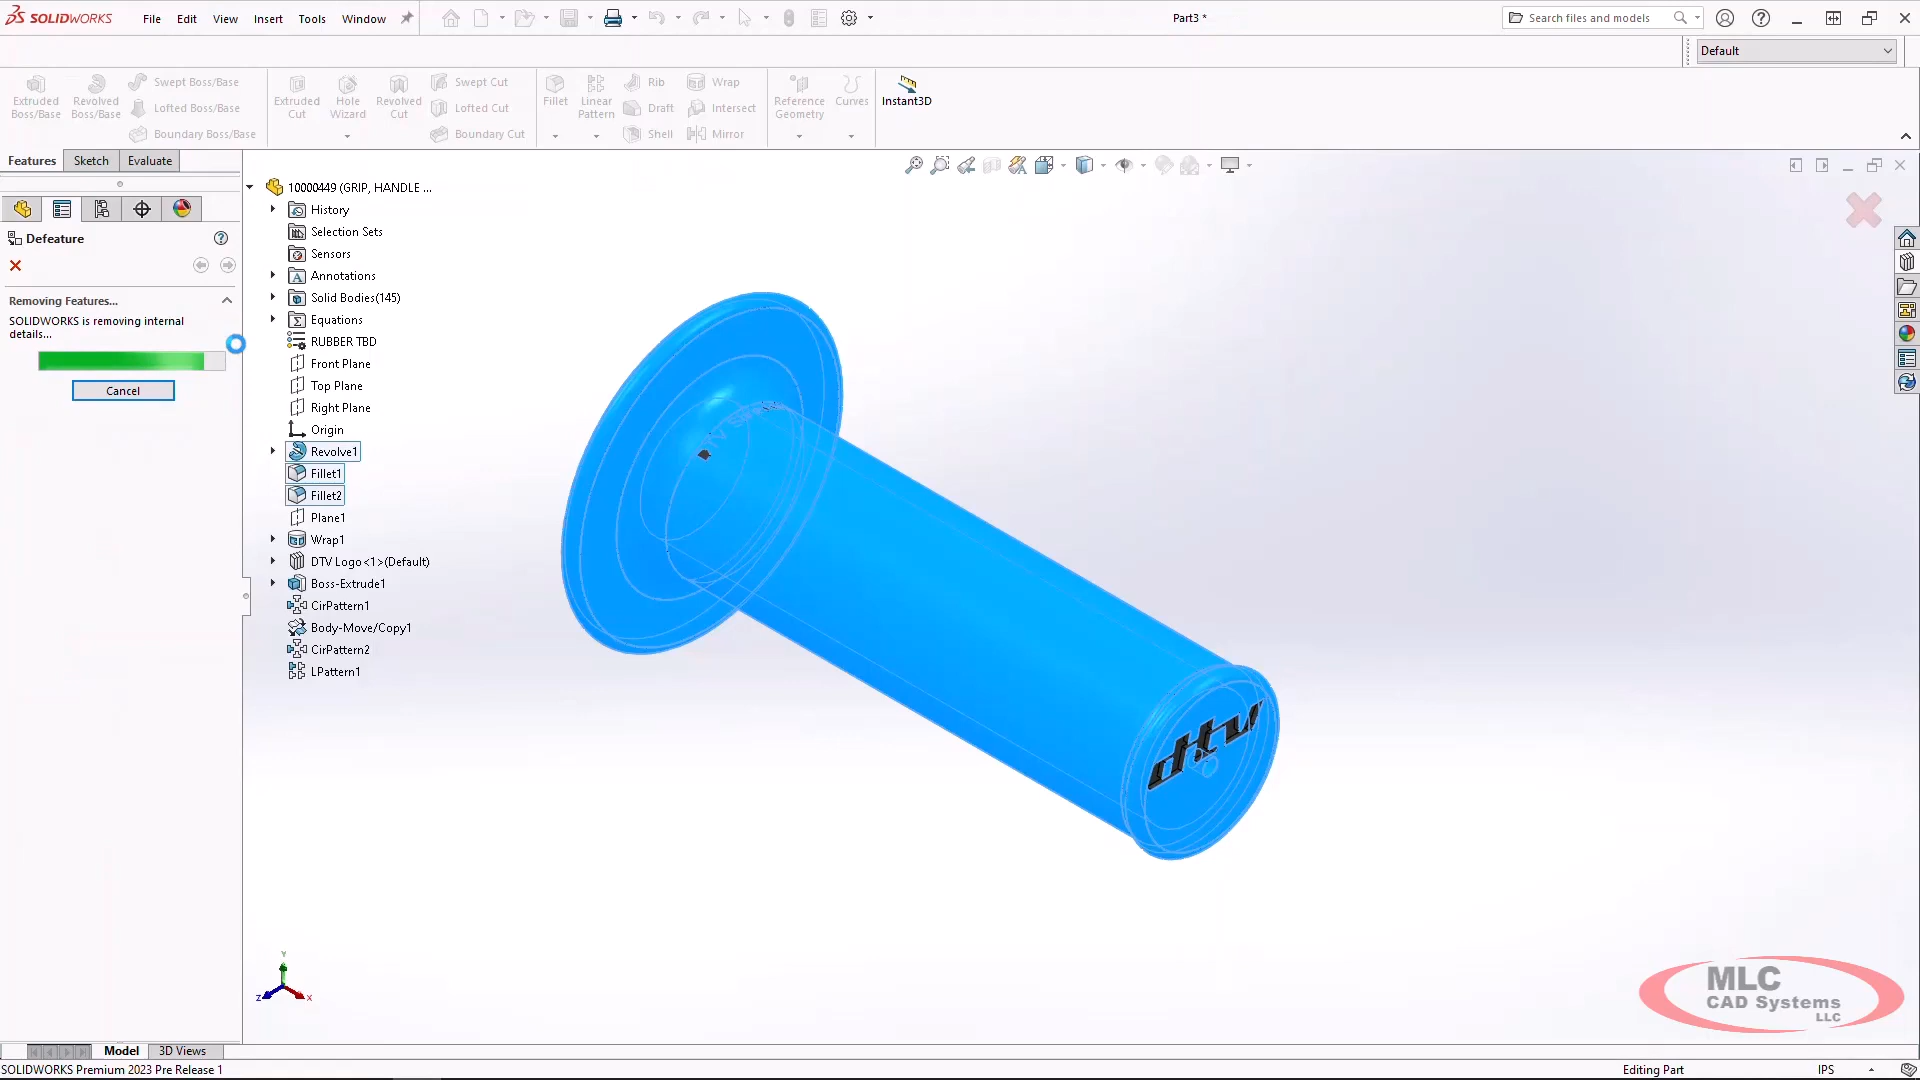 SOLIDWORKS File Edit View Insert Tools Window Part3 * Search files and models
Default
Extruded Boss/Base
Revolved Boss/Base
Swept Boss/Base
Lofted Boss/Base
Boundary Boss/Base
Extruded Cut
Hole Wizard
Revolved Cut
Swept Cut
Lofted Cut
Boundary Cut
Fillet
Linear Pattern
Rib
Draft
Shell
Wrap
Intersect
Mirror
Reference Geometry
Curves
Instant3D
Features Sketch Evaluate
Defeature
Removing Features...
SOLIDWORKS is removing internal
details...
Cancel
10000449 (GRIP, HANDLE ...
History
Selection Sets
Sensors
Annotations
Solid Bodies(145)
Equations
RUBBER TBD
Front Plane
Top Plane
Right Plane
Origin
Revolve1
Fillet1
Fillet2
Plane1
Wrap1
DTV Logo<1>(Default)
Boss-Extrude1
CirPattern1
Body-Move/Copy1
CirPattern2
LPattern1
dtv
Y
Z X
MLC
CAD Systems
LLC
Model 3D Views
SOLIDWORKS Premium 2023 Pre Release 1 Editing Part IPS